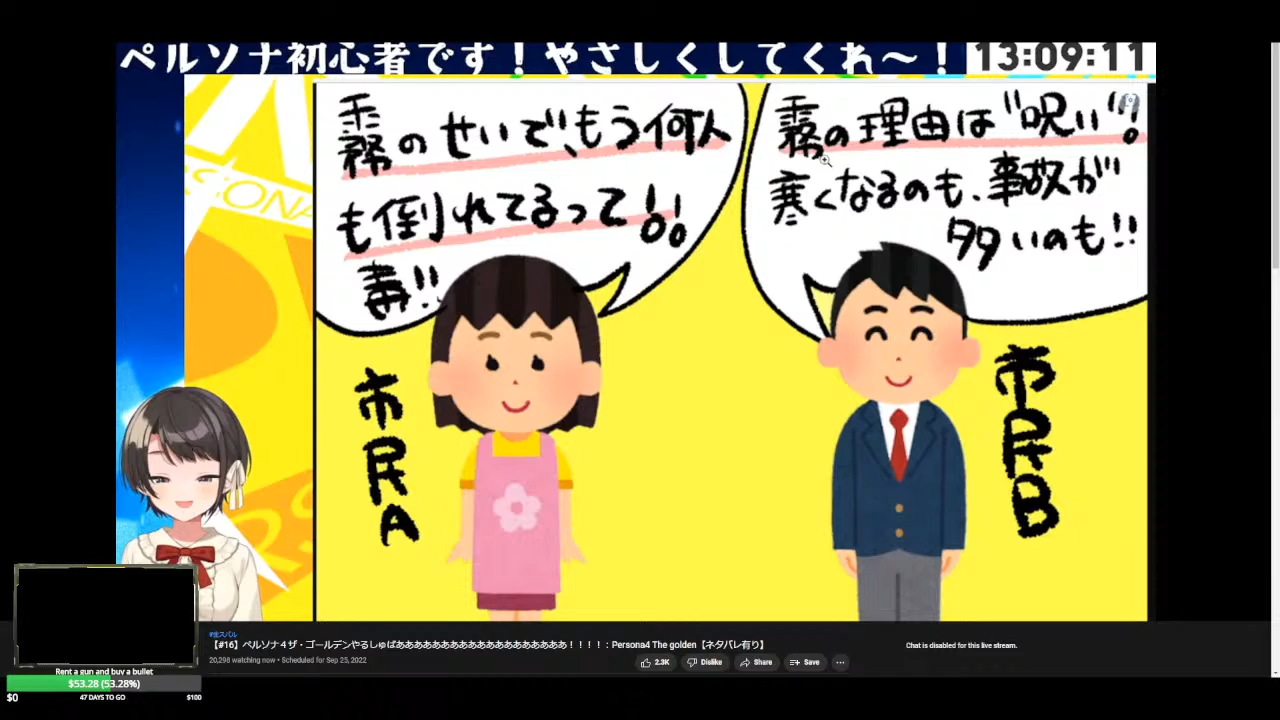 ペルソナ初心者です！やさしくしてくれ～！
13:09:11
霧のせいで、もう何人
も倒れてるって!!
毒!!
霧の理由は"呪い"!
寒くなるのも、事故が
多いのも!!
市民A
市民B
#生スバル
【#16】ペルソナ４ザ・ゴールデンやるしゅばあああああああああああああああああああ！！！！：Persona4 The golden【ネタバレ有り】
20,298 watching now • Scheduled for Sep 25, 2022
2.3K
Dislike
Share
Save
Chat is disabled for this live stream.
Rent a gun and buy a bullet
$53.28 (53.28%)
$0
47 DAYS TO GO
$100